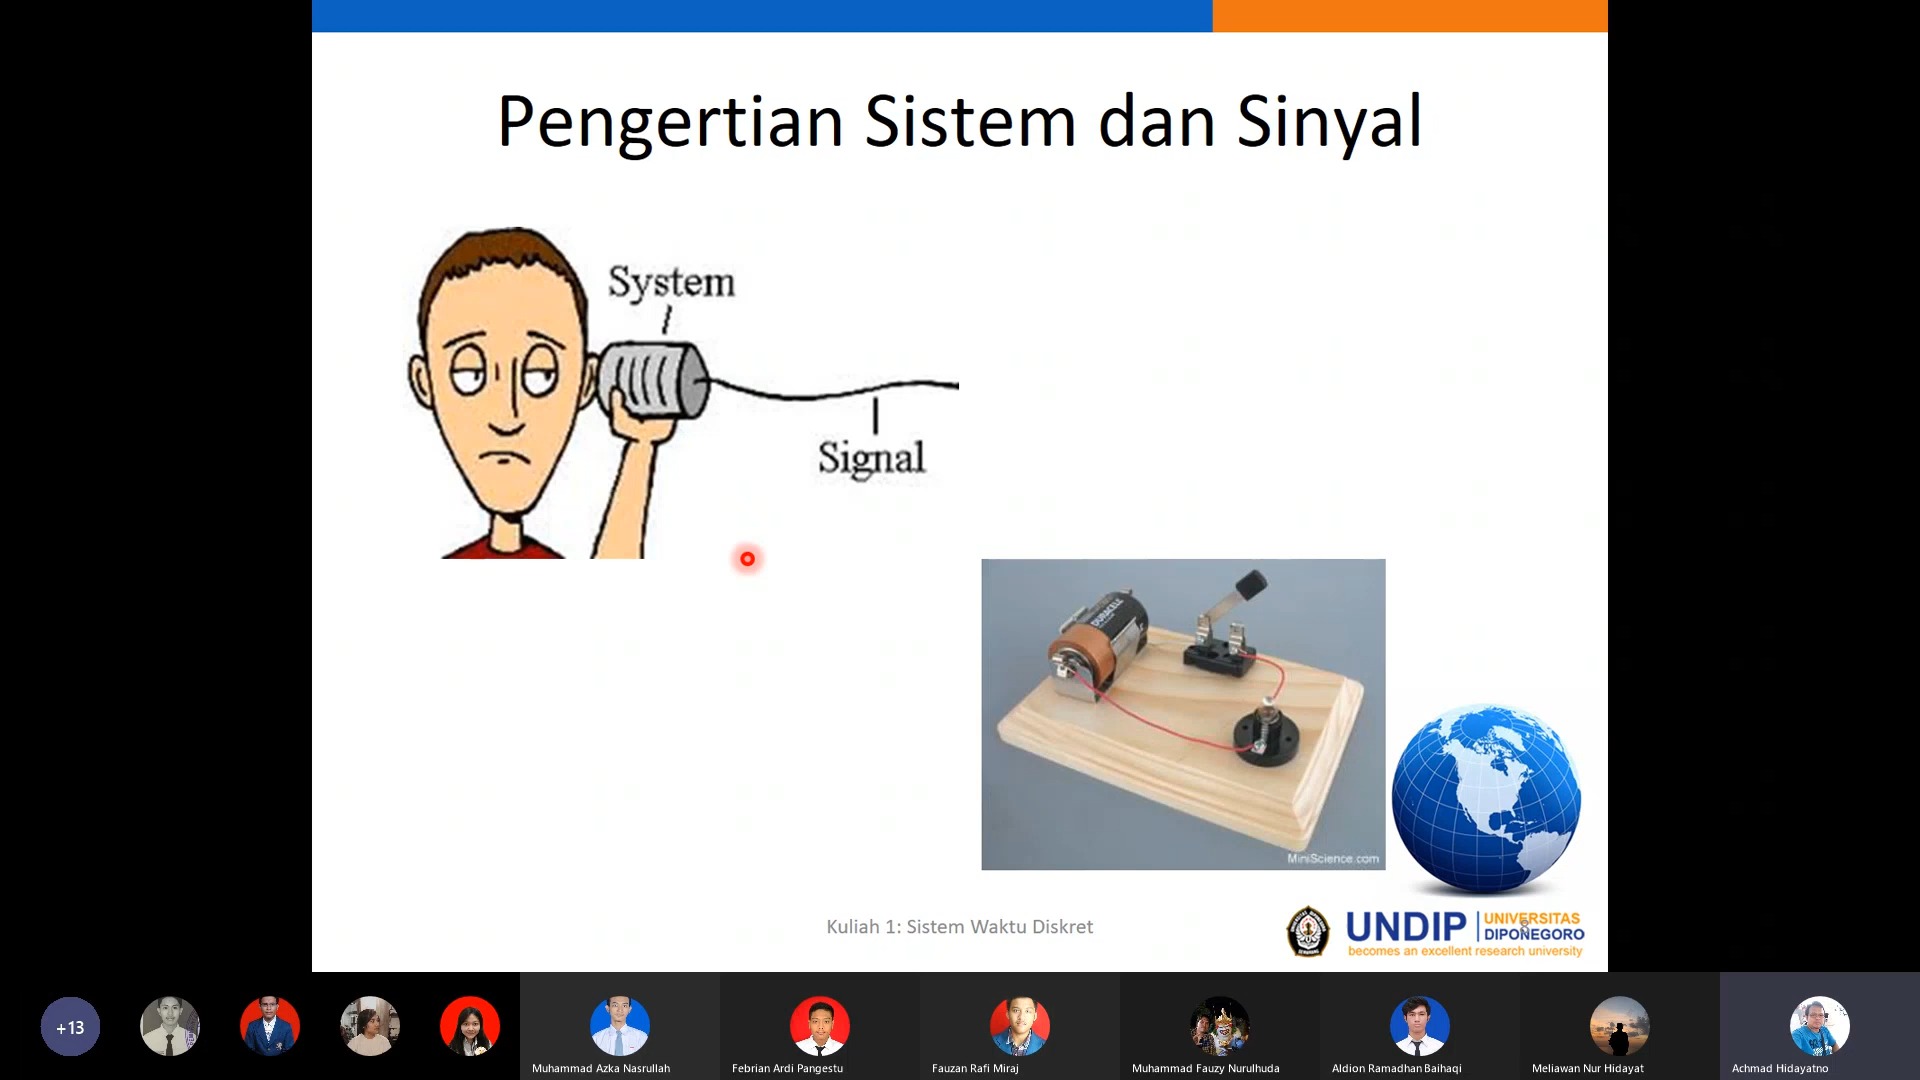 Pengertian Sistem dan Sinyal
System
Signal
DURACELL
MiniScience.com
Kuliah 1: Sistem Waktu Diskret
UNDIP
UNIVERSITAS
DIPONEGORO
becomes an excellent research university
+13
Muhammad Azka Nasrullah
Febrian Ardi Pangestu
Fauzan Rafi Miraj
Muhammad Fauzy Nurulhuda
Aldion Ramadhan Baihaqi
Meliawan Nur Hidayat
Achmad Hidayatno